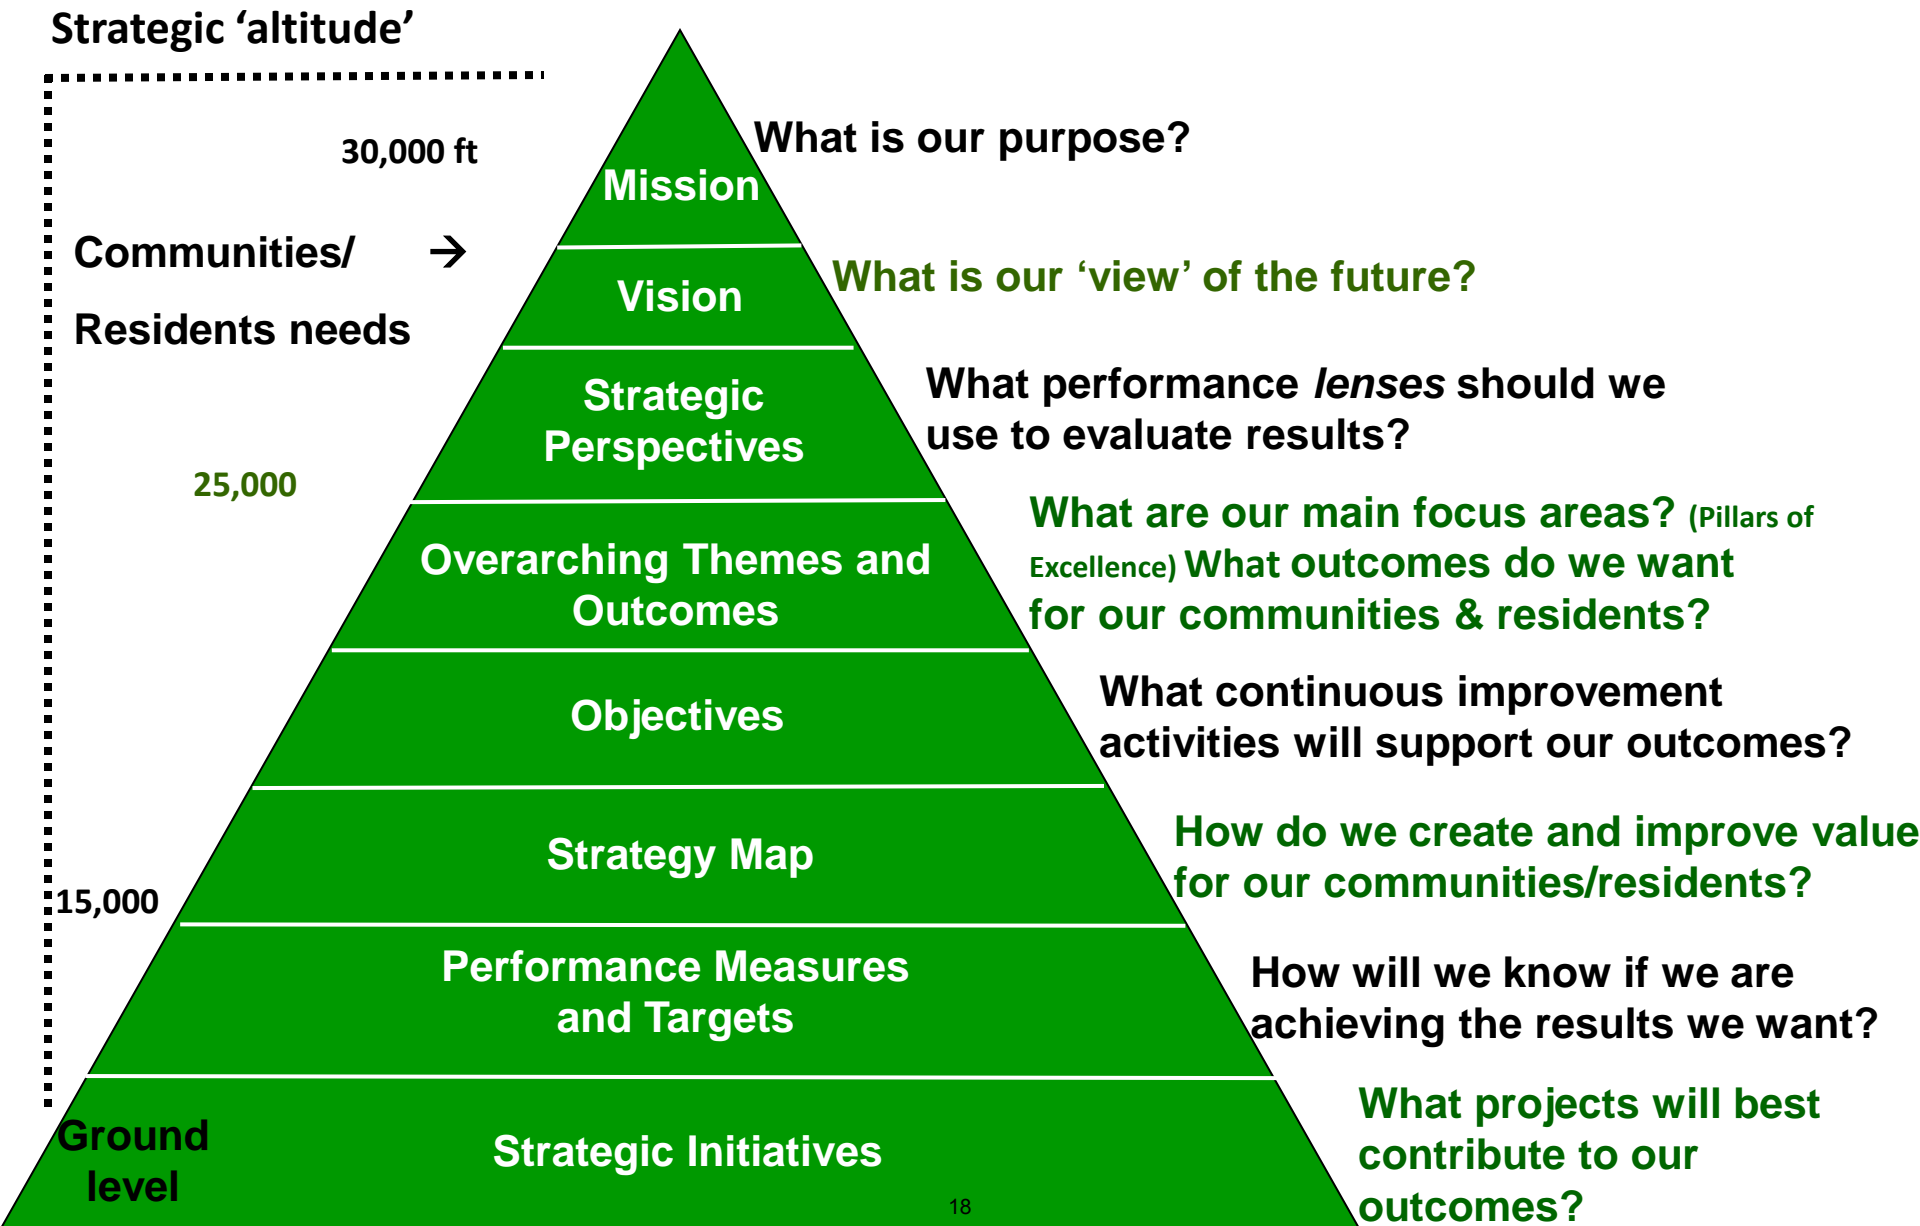 Strategic ‘altitude’
30,000 ft
What is our purpose?
Mission
Communities/ →
Residents needs
Vision
What is our ‘view’ of the future?
Strategic
Perspectives
What performance lenses should we
use to evaluate results?
25,000
Overarching Themes and
Outcomes
What are our main focus areas? (Pillars of
Excellence) What outcomes do we want
for our communities & residents?
Objectives
What continuous improvement
activities will support our outcomes?
Strategy Map
How do we create and improve value
for our communities/residents?
15,000
Performance Measures
and Targets
How will we know if we are
achieving the results we want?
Ground
level
Strategic Initiatives
What projects will best
contribute to our
outcomes?
18